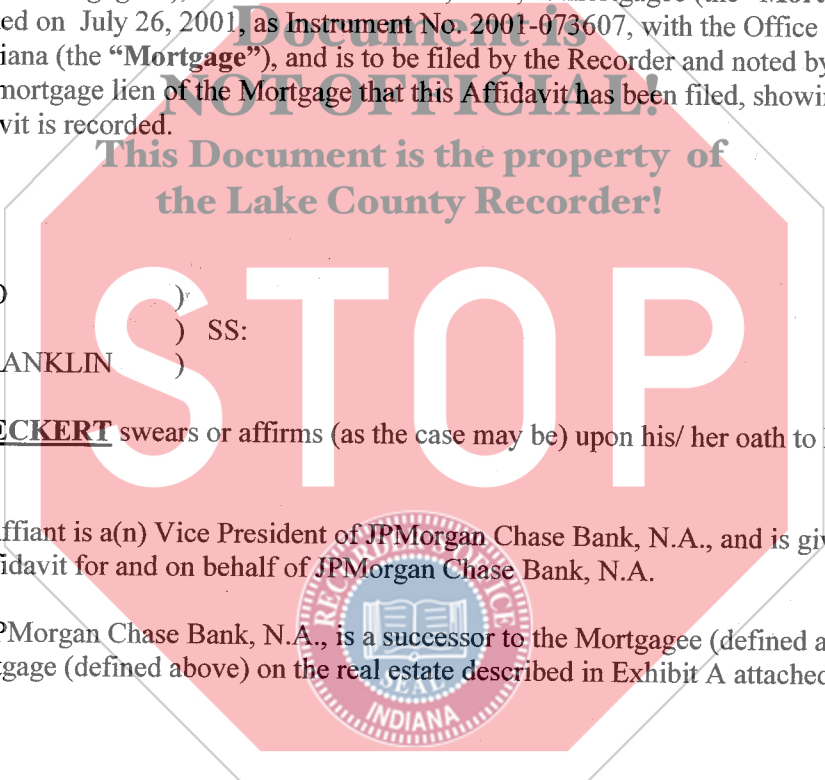 Document is
ed on July 26, 2001, as Instrument No. 2001-073607, with the Office
iana (the “Mortgage”), and is to be filed by the Recorder and noted by
NOT OFFICIAL!
mortgage lien of the Mortgage that this Affidavit has been filed, showi
vit is recorded.
This Document is the property of
the Lake County Recorder!
)
) SS:
ANKLIN )
STOP
ECKERT swears or affirms (as the case may be) upon his/ her oath to
ffiant is a(n) Vice President of JPMorgan Chase Bank, N.A., and is giv
idavit for and on behalf of JPMorgan Chase Bank, N.A.
RECORDER'S OFFICE
PMorgan Chase Bank, N.A., is a successor to the Mortgagee (defined a
tgage (defined above) on the real estate described in Exhibit A attached
SEAL
INDIANA